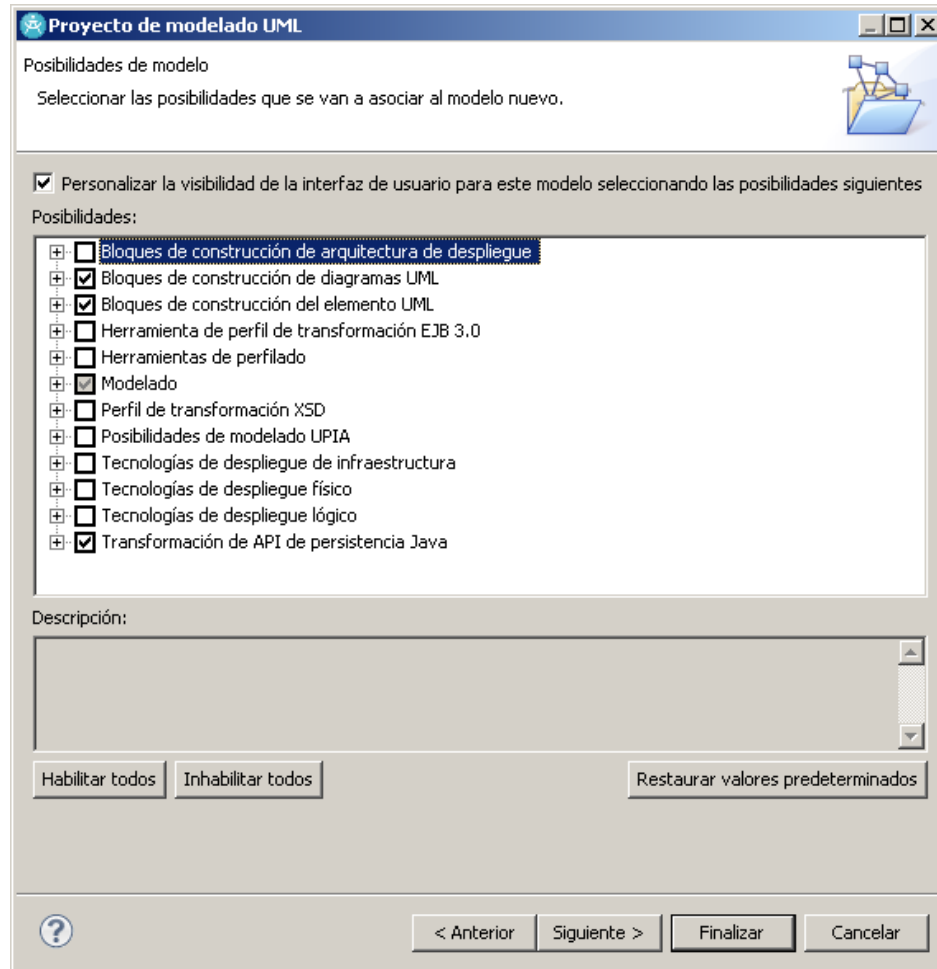 Proyecto de modelado UML
Posibilidades de modelo
Seleccionar las posibilidades que se van a asociar al modelo nuevo.
Personalizar la visibilidad de la interfaz de usuario para este modelo seleccionando las posibilidades siguientes
Posibilidades:
Bloques de construcción de arquitectura de despliegue
Bloques de construcción de diagramas UML
Bloques de construcción del elemento UML
Herramienta de perfil de transformación EJB 3.0
Herramientas de perfilado
Modelado
Perfil de transformación XSD
Posibilidades de modelado UPIA
Tecnologías de despliegue de infraestructura
Tecnologías de despliegue físico
Tecnologías de despliegue lógico
Transformación de API de persistencia Java
Descripción:
Habilitar todos Inhabilitar todos Restaurar valores predeterminados
? < Anterior Siguiente > Finalizar Cancelar